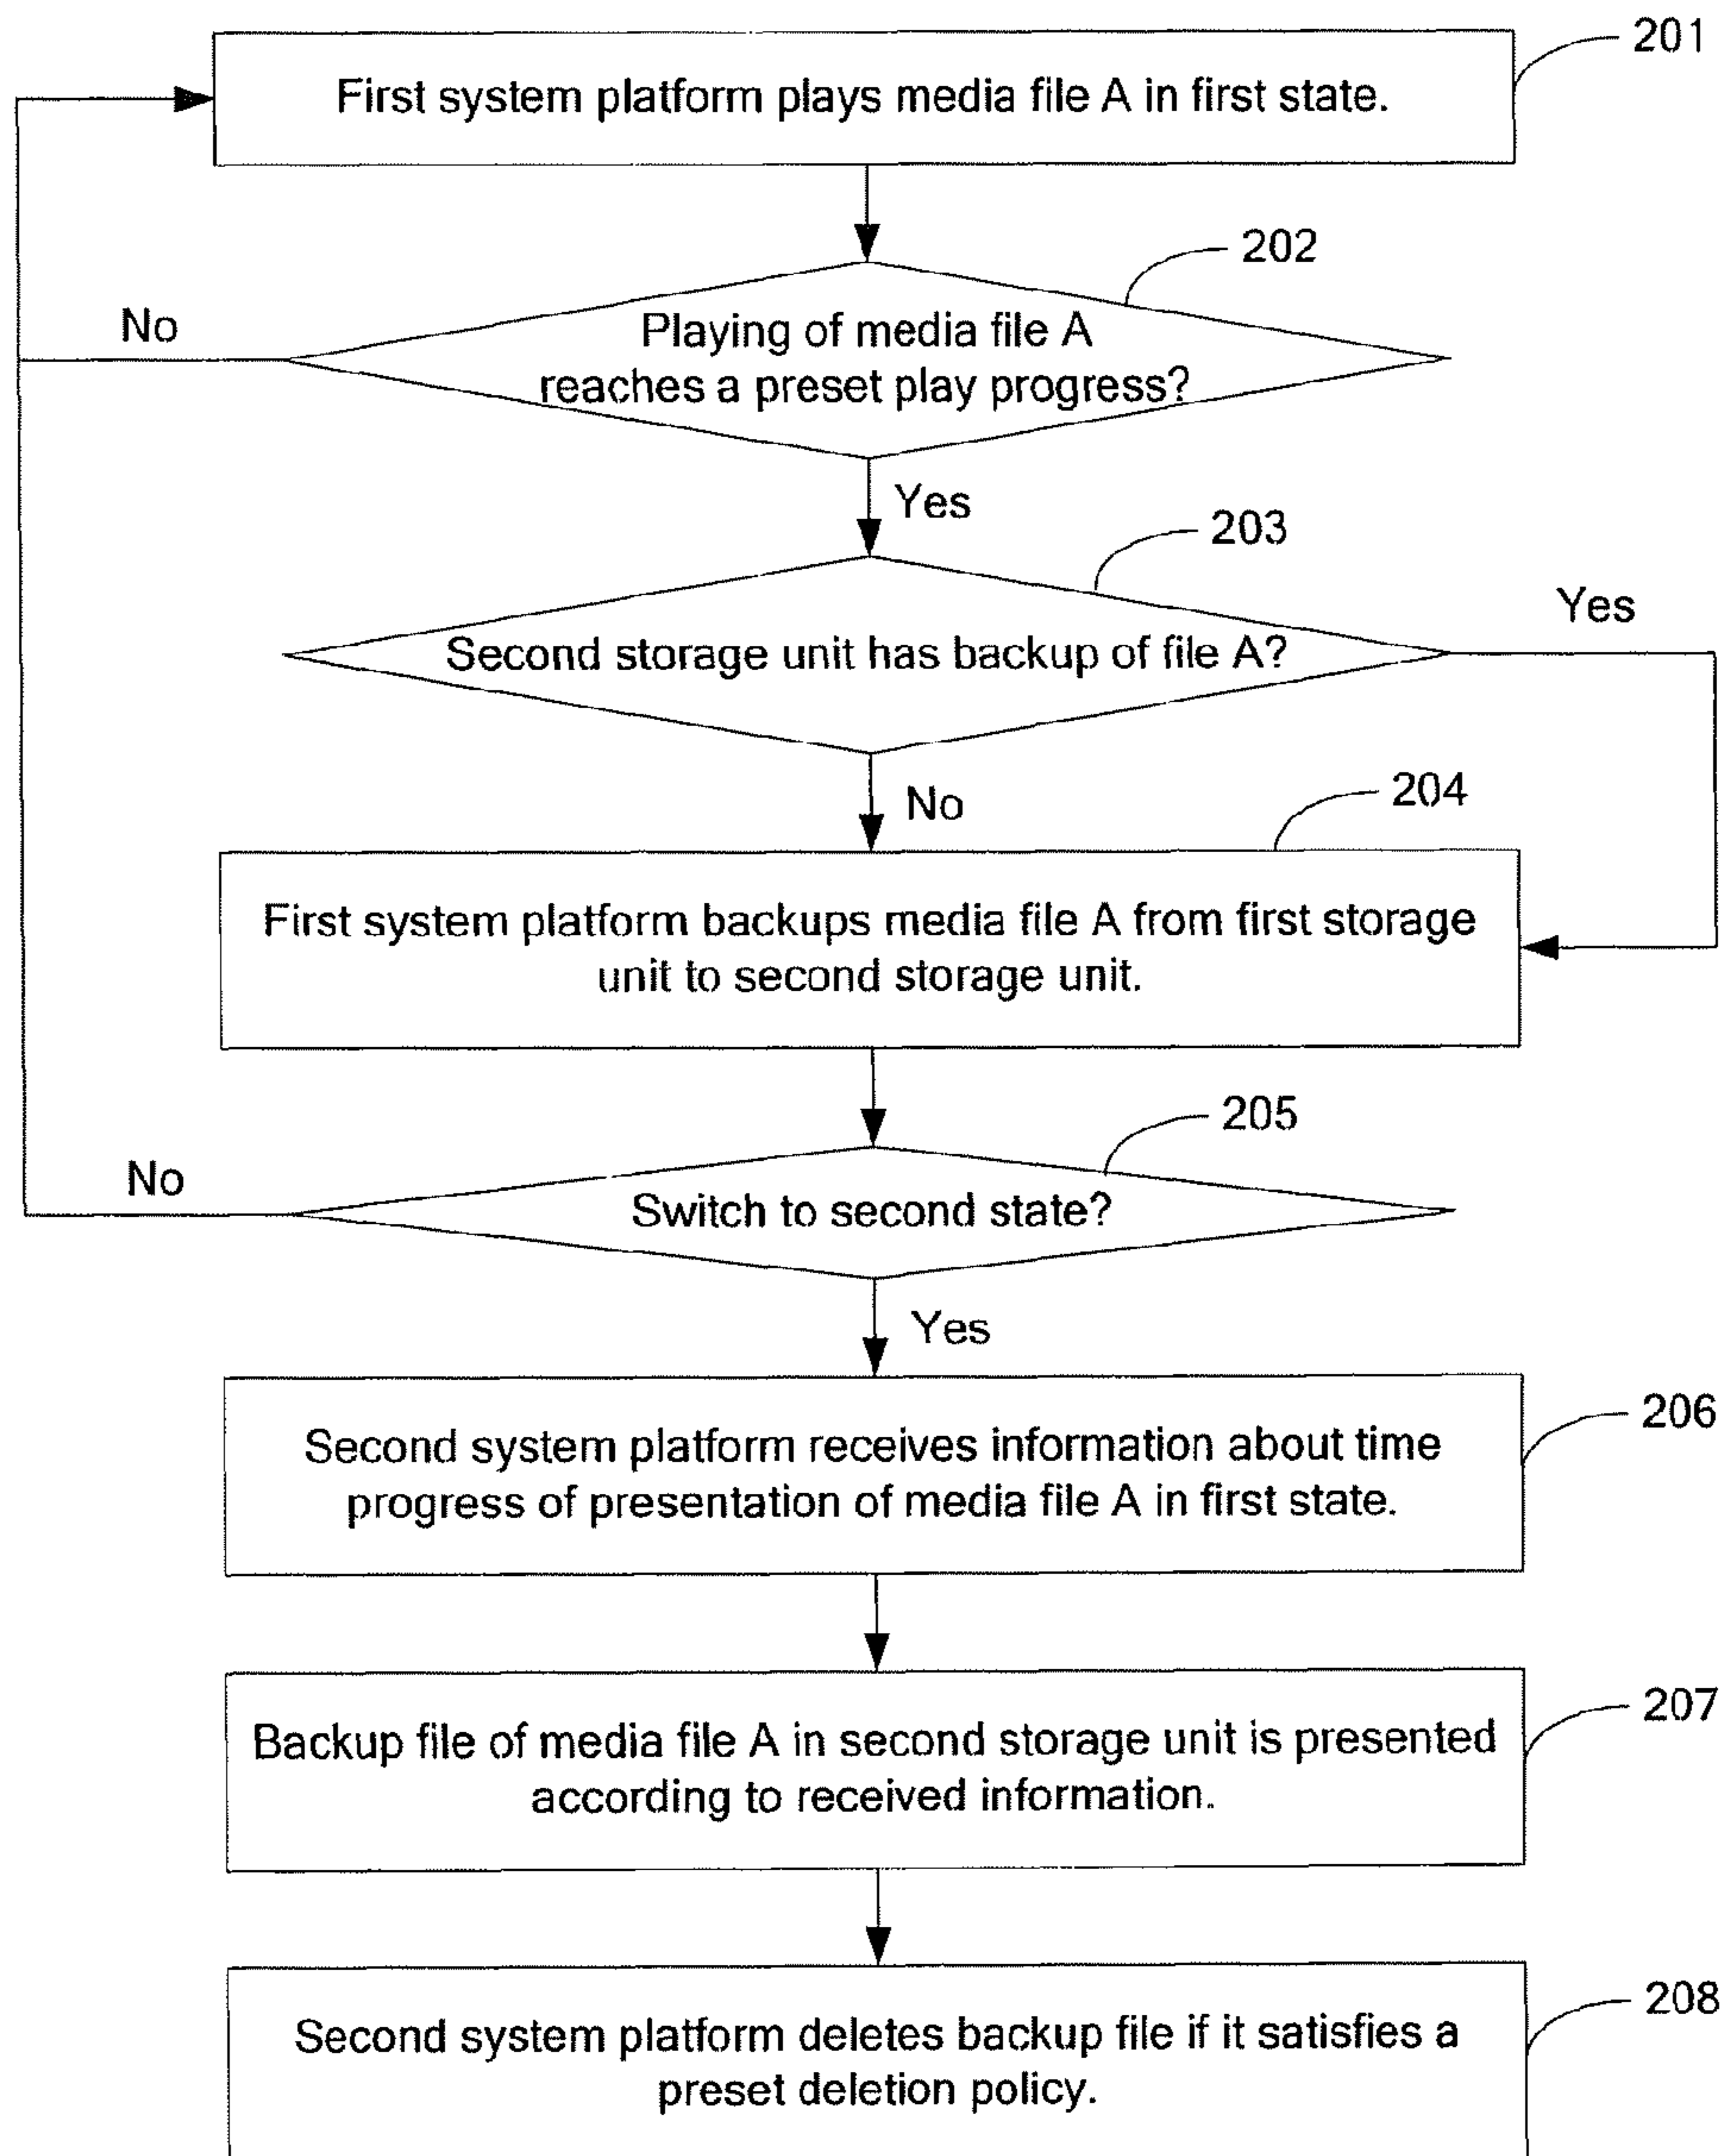 201
First system platform plays media file A in first state.
202
No
Playing of media file A
reaches a preset play progress?
Yes
203
Yes
Second storage unit has backup of file A?
No
204
First system platform backups media file A from first storage
unit to second storage unit.
205
No
Switch to second state?
Yes
206
Second system platform receives information about time
progress of presentation of media file A in first state.
207
Backup file of media file A in second storage unit is presented
according to received information.
208
Second system platform deletes backup file if it satisfies a
preset deletion policy.